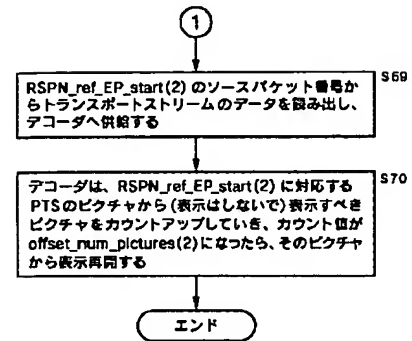 1
RSPN_ref_EP_start(2) のソースパケット番号か
らトランスポートストリームのデータを読み出し、
デコーダへ供給する
S69
デコーダは、RSPN_ref_EP_start(2) に対応する
PTSのピクチャから(表示はしないで)表示すべき
ピクチャをカウントアップしていき、カウント値が
offset_num_pictures(2)になったら、そのピクチャ
から表示再開する
S70
エンド